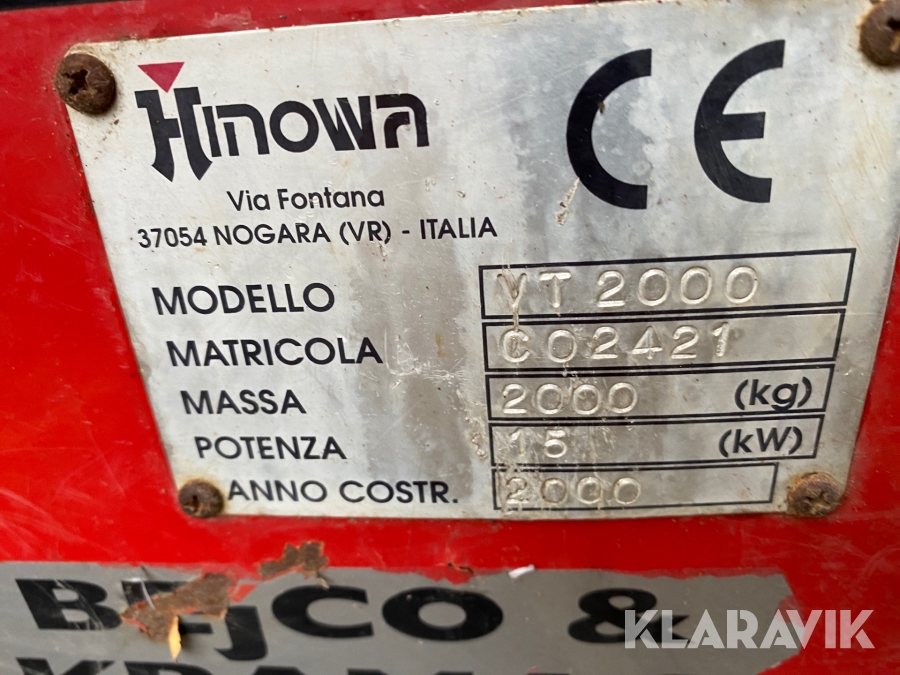 HINOWA CE
Via Fontana
37054 NOGARA (VR) - ITALIA
MODELLO VT 2000
MATRICOLA C02421
MASSA 2000 (kg)
POTENZA 15 (kW)
ANNO COSTR. 2000
BEJCO &
KLARAVIK